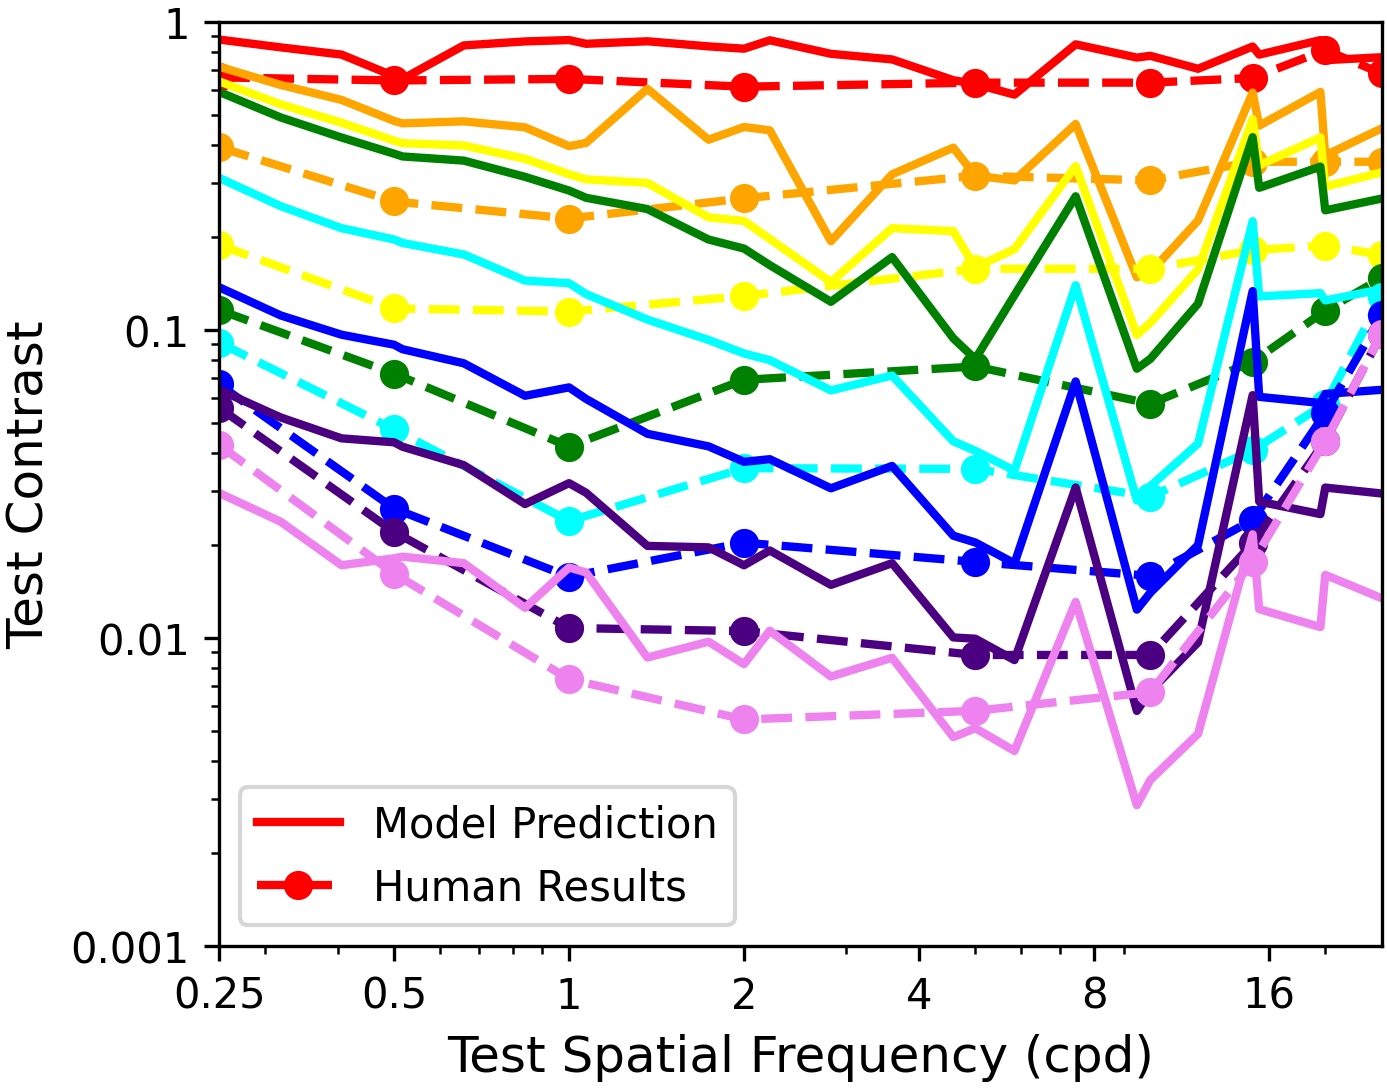 1
0.1
0.01
0.001
Test Contrast
Model Prediction
Human Results
0.25 0.5 1 2 4 8 16
Test Spatial Frequency (cpd)